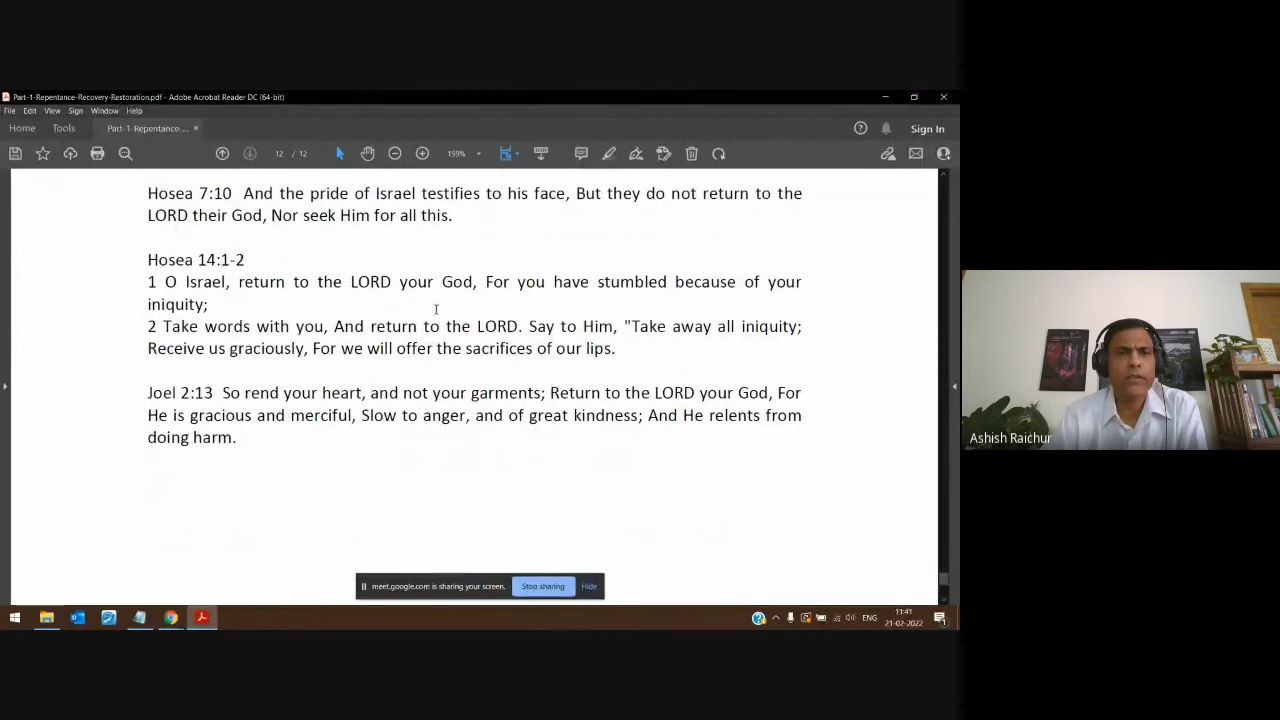 Part-1-Repentance-Recovery-Restoration.pdf - Adobe Acrobat Reader DC (64-bit)
File Edit View Sign Window Help
Home Tools Part-1-Repentance-... × Sign In
12 / 12 159%
Hosea 7:10 And the pride of Israel testifies to his face, But they do not return to the
LORD their God, Nor seek Him for all this.
Hosea 14:1-2
1 O Israel, return to the LORD your God, For you have stumbled because of your
iniquity;
2 Take words with you, And return to the LORD. Say to Him, "Take away all iniquity;
Receive us graciously, For we will offer the sacrifices of our lips.
Joel 2:13 So rend your heart, and not your garments; Return to the LORD your God, For
He is gracious and merciful, Slow to anger, and of great kindness; And He relents from
doing harm.
Ashish Raichur
meet.google.com is sharing your screen. Stop sharing Hide
ENG
11:41
21-02-2022